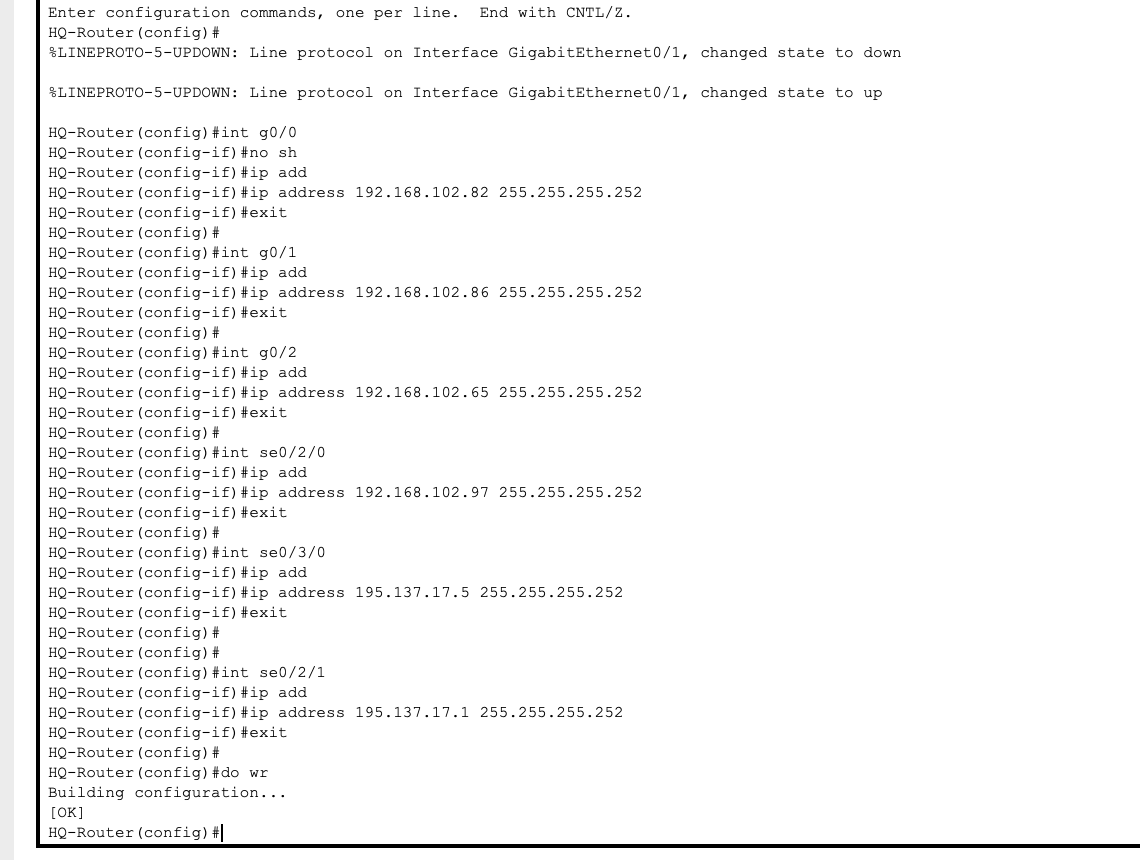 Enter configuration commands, one per line.  End with CNTL/Z.
HQ-Router(config)#
%LINEPROTO-5-UPDOWN: Line protocol on Interface GigabitEthernet0/1, changed state to down
%LINEPROTO-5-UPDOWN: Line protocol on Interface GigabitEthernet0/1, changed state to up
HQ-Router(config)#int g0/0
HQ-Router(config-if)#no sh
HQ-Router(config-if)#ip add
HQ-Router(config-if)#ip address 192.168.102.82 255.255.255.252
HQ-Router(config-if)#exit
HQ-Router(config)#
HQ-Router(config)#int g0/1
HQ-Router(config-if)#ip add
HQ-Router(config-if)#ip address 192.168.102.86 255.255.255.252
HQ-Router(config-if)#exit
HQ-Router(config)#
HQ-Router(config)#int g0/2
HQ-Router(config-if)#ip add
HQ-Router(config-if)#ip address 192.168.102.65 255.255.255.252
HQ-Router(config-if)#exit
HQ-Router(config)#
HQ-Router(config)#int se0/2/0
HQ-Router(config-if)#ip add
HQ-Router(config-if)#ip address 192.168.102.97 255.255.255.252
HQ-Router(config-if)#exit
HQ-Router(config)#
HQ-Router(config)#int se0/3/0
HQ-Router(config-if)#ip add
HQ-Router(config-if)#ip address 195.137.17.5 255.255.255.252
HQ-Router(config-if)#exit
HQ-Router(config)#
HQ-Router(config)#
HQ-Router(config)#int se0/2/1
HQ-Router(config-if)#ip add
HQ-Router(config-if)#ip address 195.137.17.1 255.255.255.252
HQ-Router(config-if)#exit
HQ-Router(config)#
HQ-Router(config)#do wr
Building configuration...
[OK]
HQ-Router(config)#